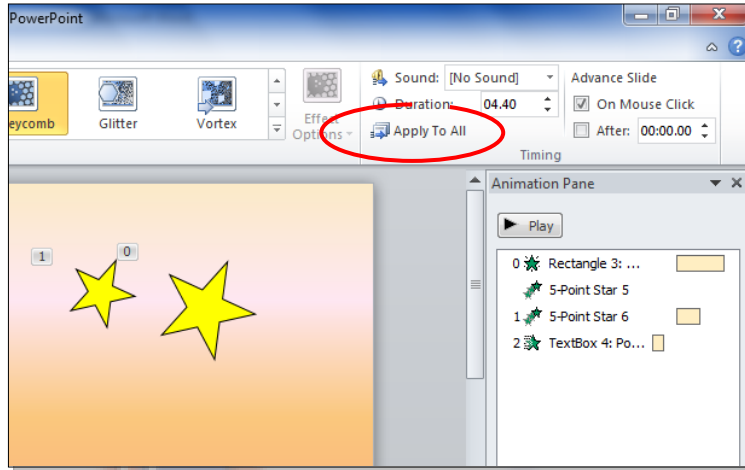 PowerPoint
eycomb
Glitter
Vortex
Effect
Options
Sound: [No Sound]
Duration: 04.40
Apply To All
Advance Slide
On Mouse Click
After: 00:00.00
Timing
1
0
Animation Pane
Play
0 Rectangle 3: ...
5-Point Star 5
1 5-Point Star 6
2 TextBox 4: Po...